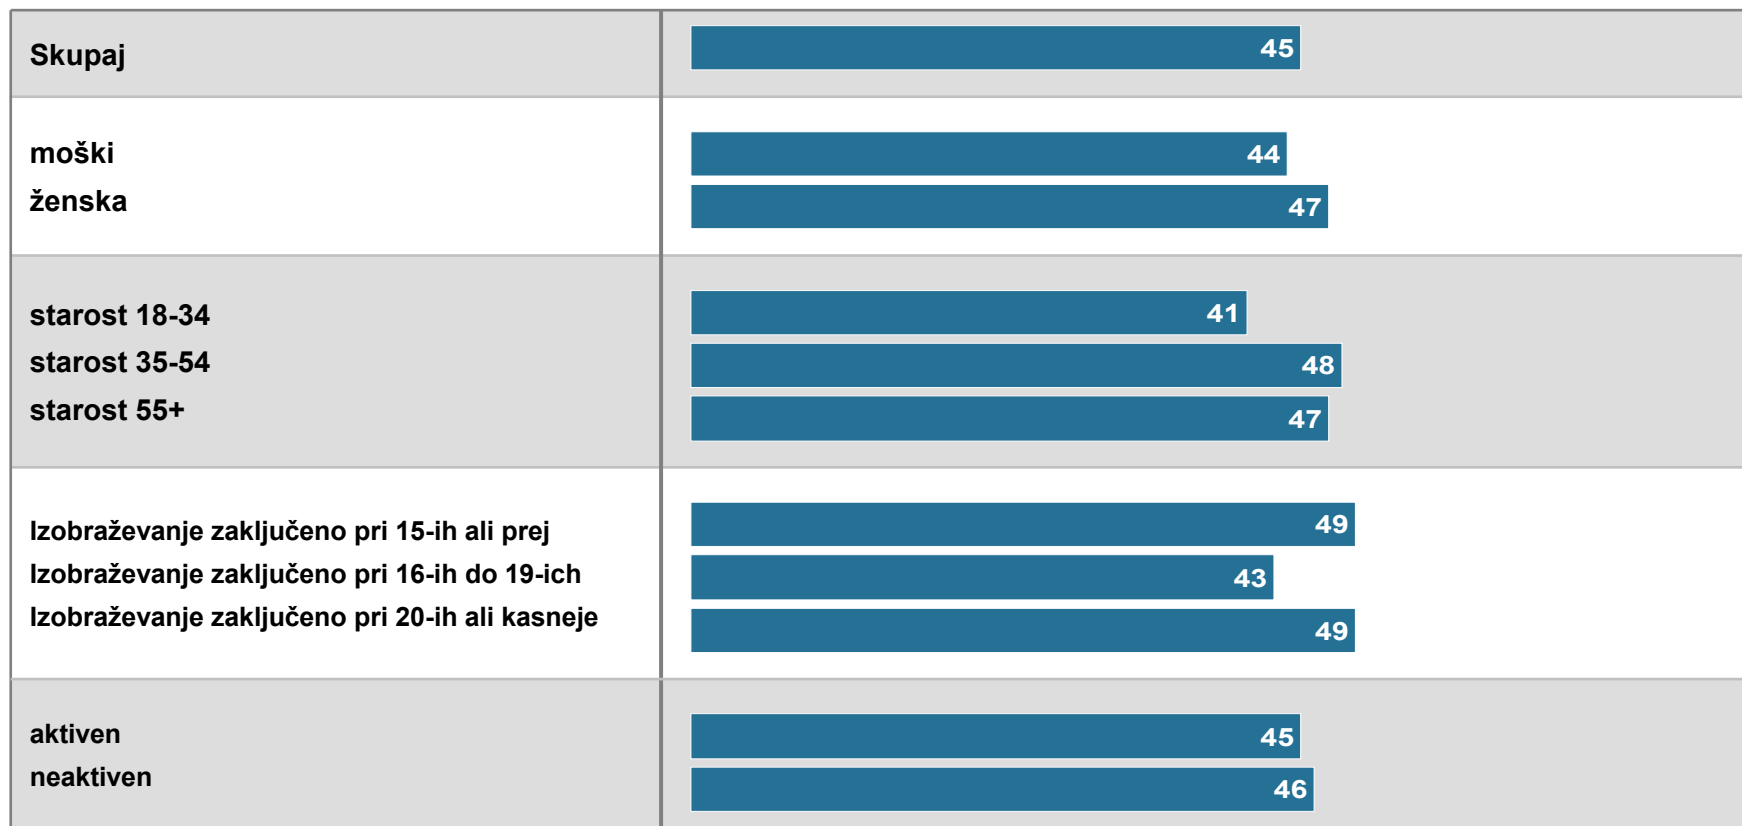 Skupaj 45
moški 44
ženska 47
starost 18-34 41
starost 35-54 48
starost 55+ 47
Izobraževanje zaključeno pri 15-ih ali prej 49
Izobraževanje zaključeno pri 16-ih do 19-ich 43
Izobraževanje zaključeno pri 20-ih ali kasneje 49
aktiven 45
neaktiven 46